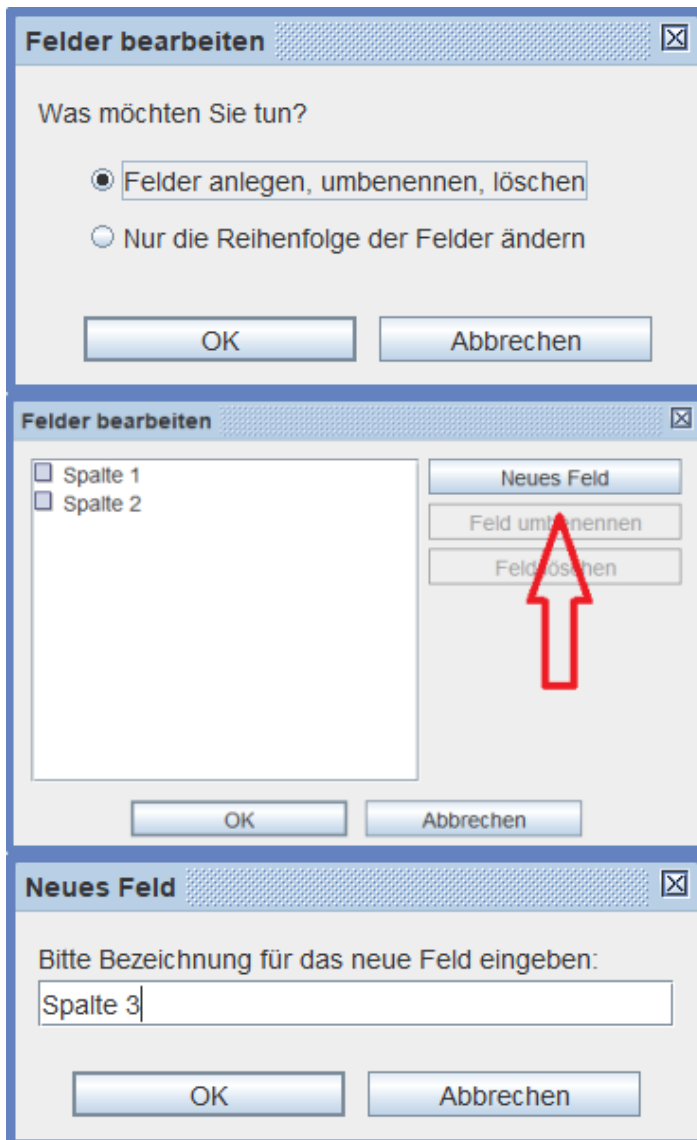 Felder bearbeiten
Was möchten Sie tun?
Felder anlegen, umbenennen, löschen
Nur die Reihenfolge der Felder ändern
OK Abbrechen
Felder bearbeiten
Spalte 1
Spalte 2
Neues Feld
Feld umbenennen
Feld löschen
OK Abbrechen
Neues Feld
Bitte Bezeichnung für das neue Feld eingeben:
Spalte 3
OK Abbrechen